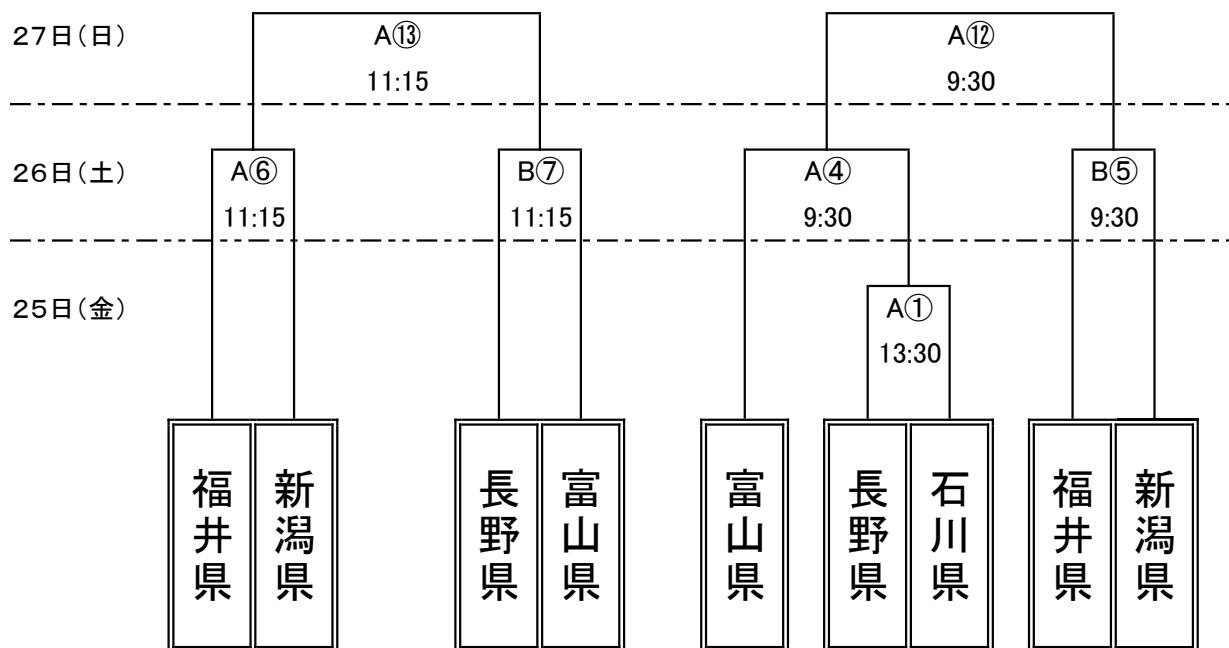 27日(日)
A⑬
11:15
A⑫
9:30
26日(土)
A⑥
11:15
B⑦
11:15
A④
9:30
B⑤
9:30
25日(金)
A①
13:30
福井県
新潟県
長野県
富山県
富山県
長野県
石川県
福井県
新潟県